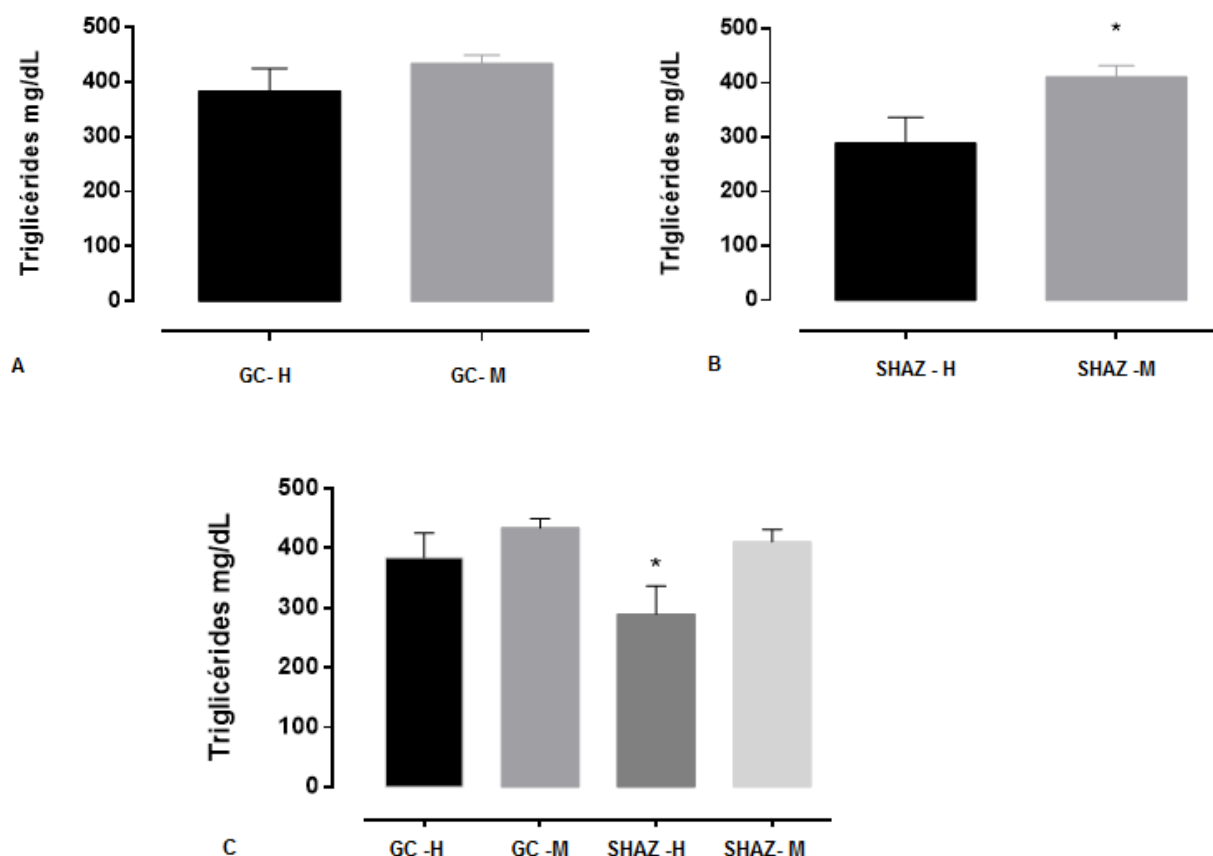 Triglicérides mg/dL
500
400
300
200
100
0
GC- H
GC- M
A
Triglicérides mg/dL
500
400
300
200
100
0
*
SHAZ - H
SHAZ -M
B
Triglicérides mg/dL
500
400
300
200
100
0
*
GC -H
GC -M
SHAZ -H
SHAZ- M
C